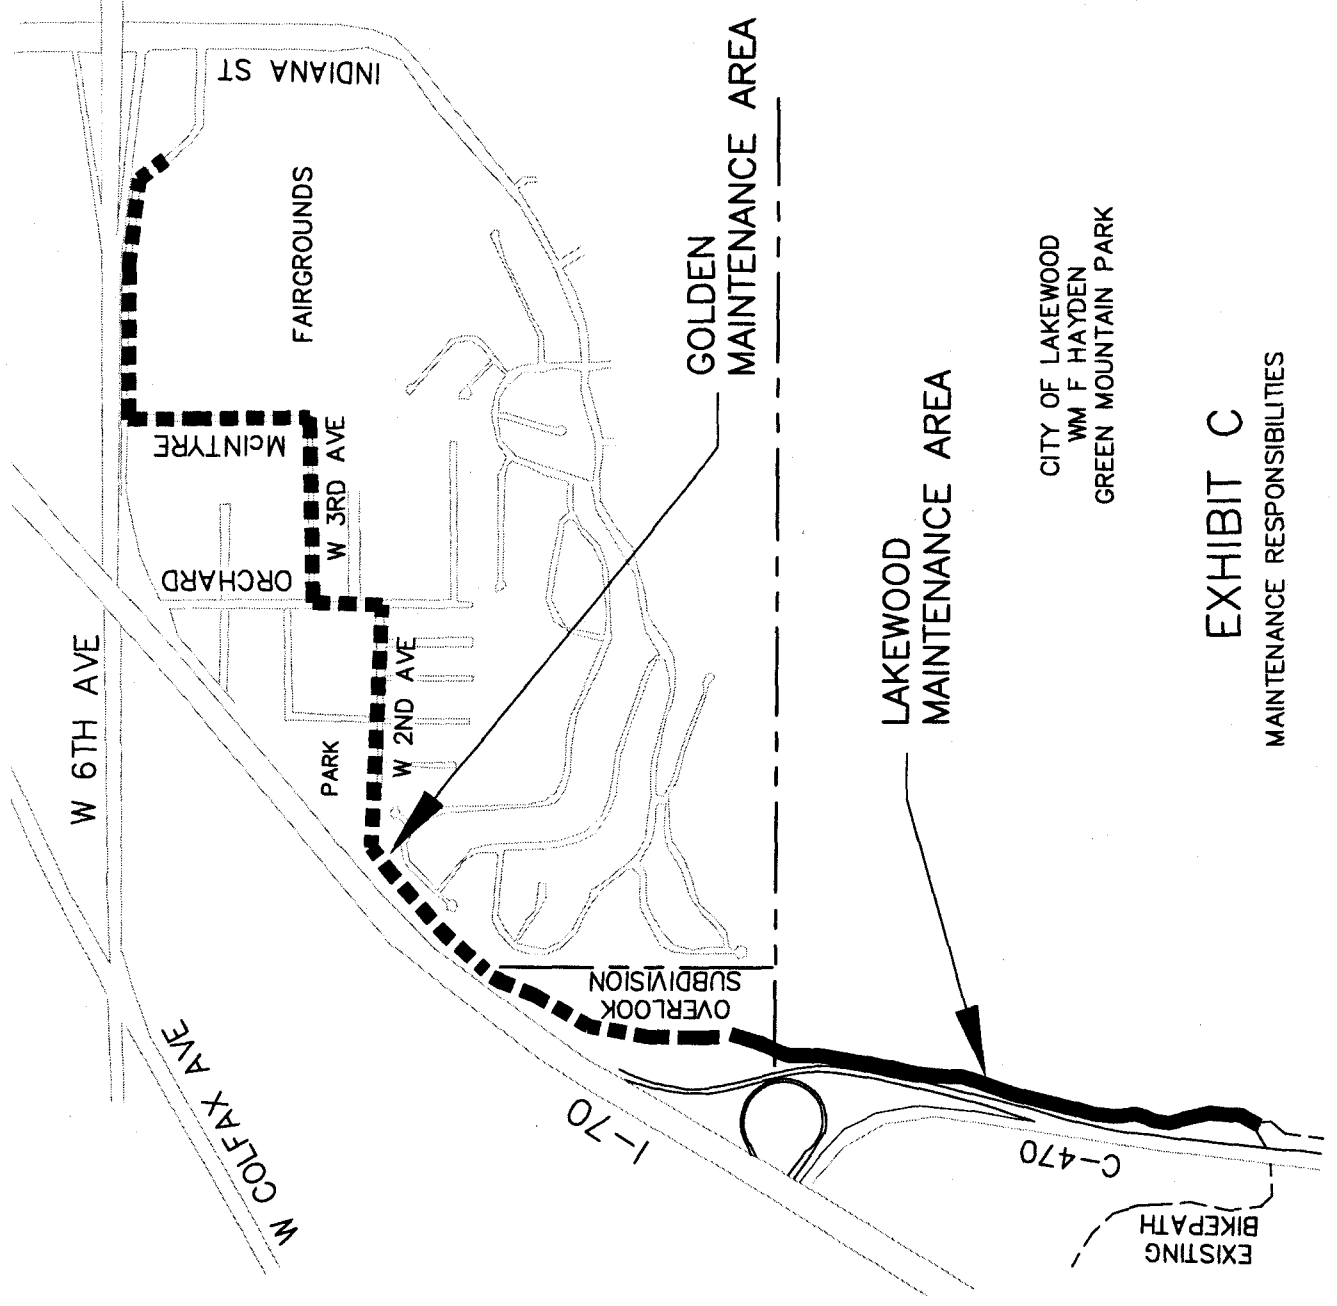 W 6TH AVE
W COLFAX AVE
I-70
C-470
INDIANA ST
FAIRGROUNDS
McINTYRE
W 3RD AVE
ORCHARD
W 2ND AVE
PARK
OVERLOOK
SUBDIVISION
GOLDEN
MAINTENANCE AREA
LAKEWOOD
MAINTENANCE AREA
EXISTING
BIKEPATH
CITY OF LAKEWOOD
WM F HAYDEN
GREEN MOUNTAIN PARK
EXHIBIT C
MAINTENANCE RESPONSIBILITIES